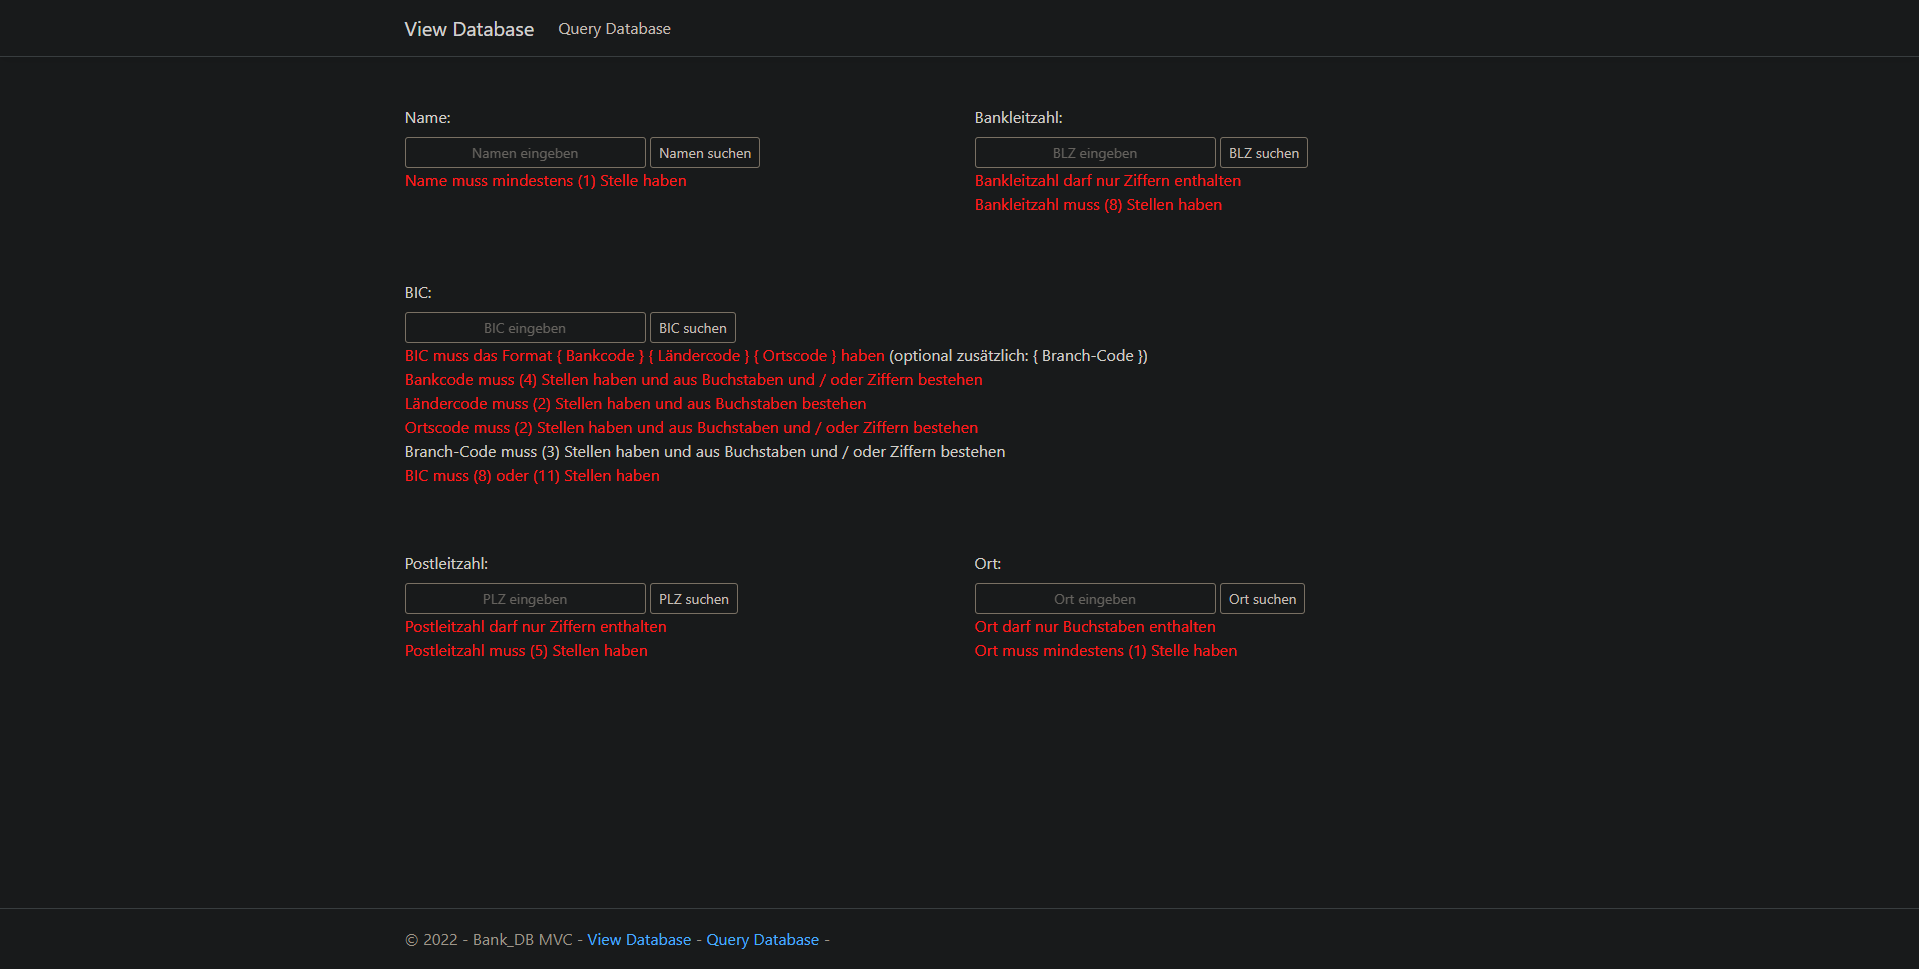 View Database Query Database
Name:
Namen eingeben Namen suchen
Name muss mindestens (1) Stelle haben
Bankleitzahl:
BLZ eingeben BLZ suchen
Bankleitzahl darf nur Ziffern enthalten
Bankleitzahl muss (8) Stellen haben
BIC:
BIC eingeben BIC suchen
BIC muss das Format { Bankcode } { Ländercode } { Ortscode } haben (optional zusätzlich: { Branch-Code })
Bankcode muss (4) Stellen haben und aus Buchstaben und / oder Ziffern bestehen
Ländercode muss (2) Stellen haben und aus Buchstaben bestehen
Ortscode muss (2) Stellen haben und aus Buchstaben und / oder Ziffern bestehen
Branch-Code muss (3) Stellen haben und aus Buchstaben und / oder Ziffern bestehen
BIC muss (8) oder (11) Stellen haben
Postleitzahl:
PLZ eingeben PLZ suchen
Postleitzahl darf nur Ziffern enthalten
Postleitzahl muss (5) Stellen haben
Ort:
Ort eingeben Ort suchen
Ort darf nur Buchstaben enthalten
Ort muss mindestens (1) Stelle haben
© 2022 - Bank_DB MVC - View Database - Query Database -